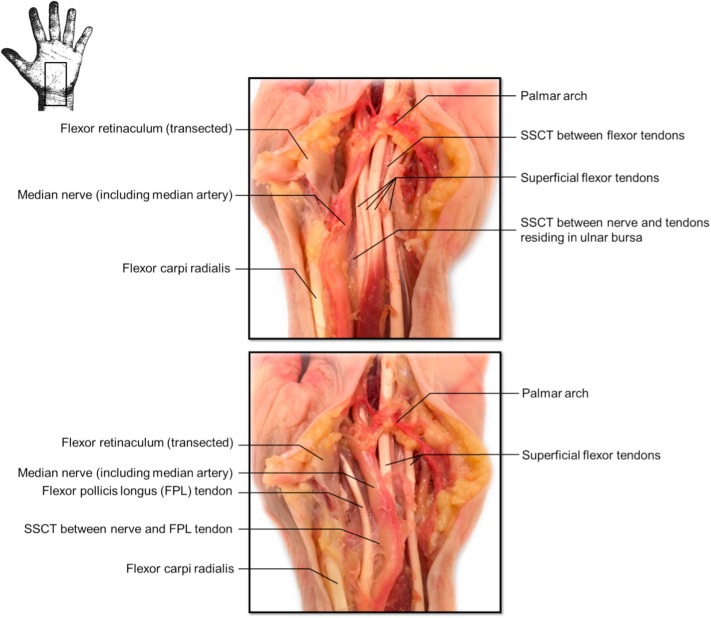 Palmar arch
Flexor retinaculum (transected)
SSCT between flexor tendons
Superficial flexor tendons
Median nerve (including median artery)
SSCT between nerve and tendons
residing in ulnar bursa
Flexor carpi radialis
Palmar arch
Flexor retinaculum (transected)
Superficial flexor tendons
Median nerve (including median artery)
Flexor pollicis longus (FPL) tendon
SSCT between nerve and FPL tendon
Flexor carpi radialis